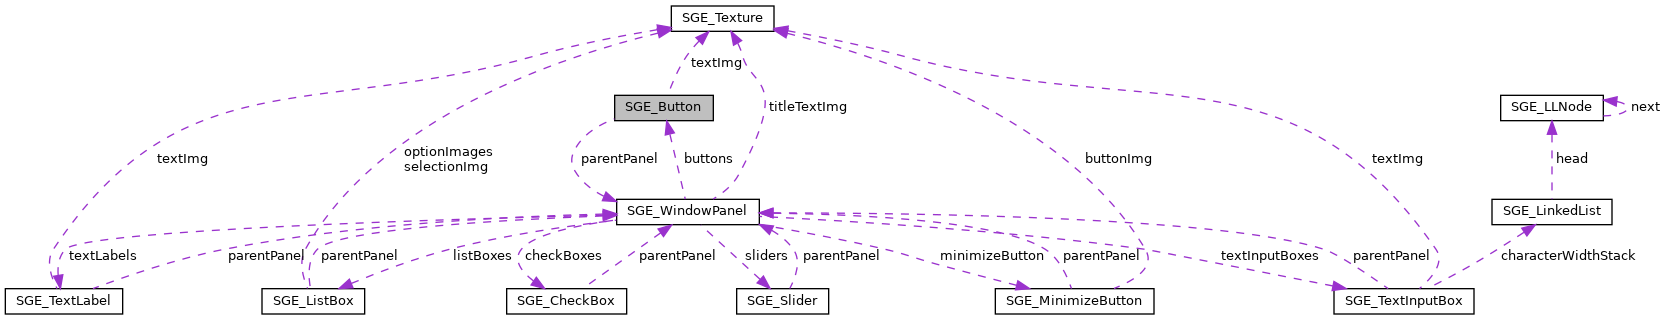 SGE_Texture
textImg
SGE_Button
SGE_LLNode
next
titleTextImg
textImg
optionImages
selectionImg
parentPanel
buttons
buttonImg
textImg
head
SGE_WindowPanel
SGE_LinkedList
textLabels
parentPanel
parentPanel
listBoxes
checkBoxes
parentPanel
sliders
parentPanel
minimizeButton
parentPanel
textInputBoxes
parentPanel
characterWidthStack
SGE_TextLabel
SGE_ListBox
SGE_CheckBox
SGE_Slider
SGE_MinimizeButton
SGE_TextInputBox